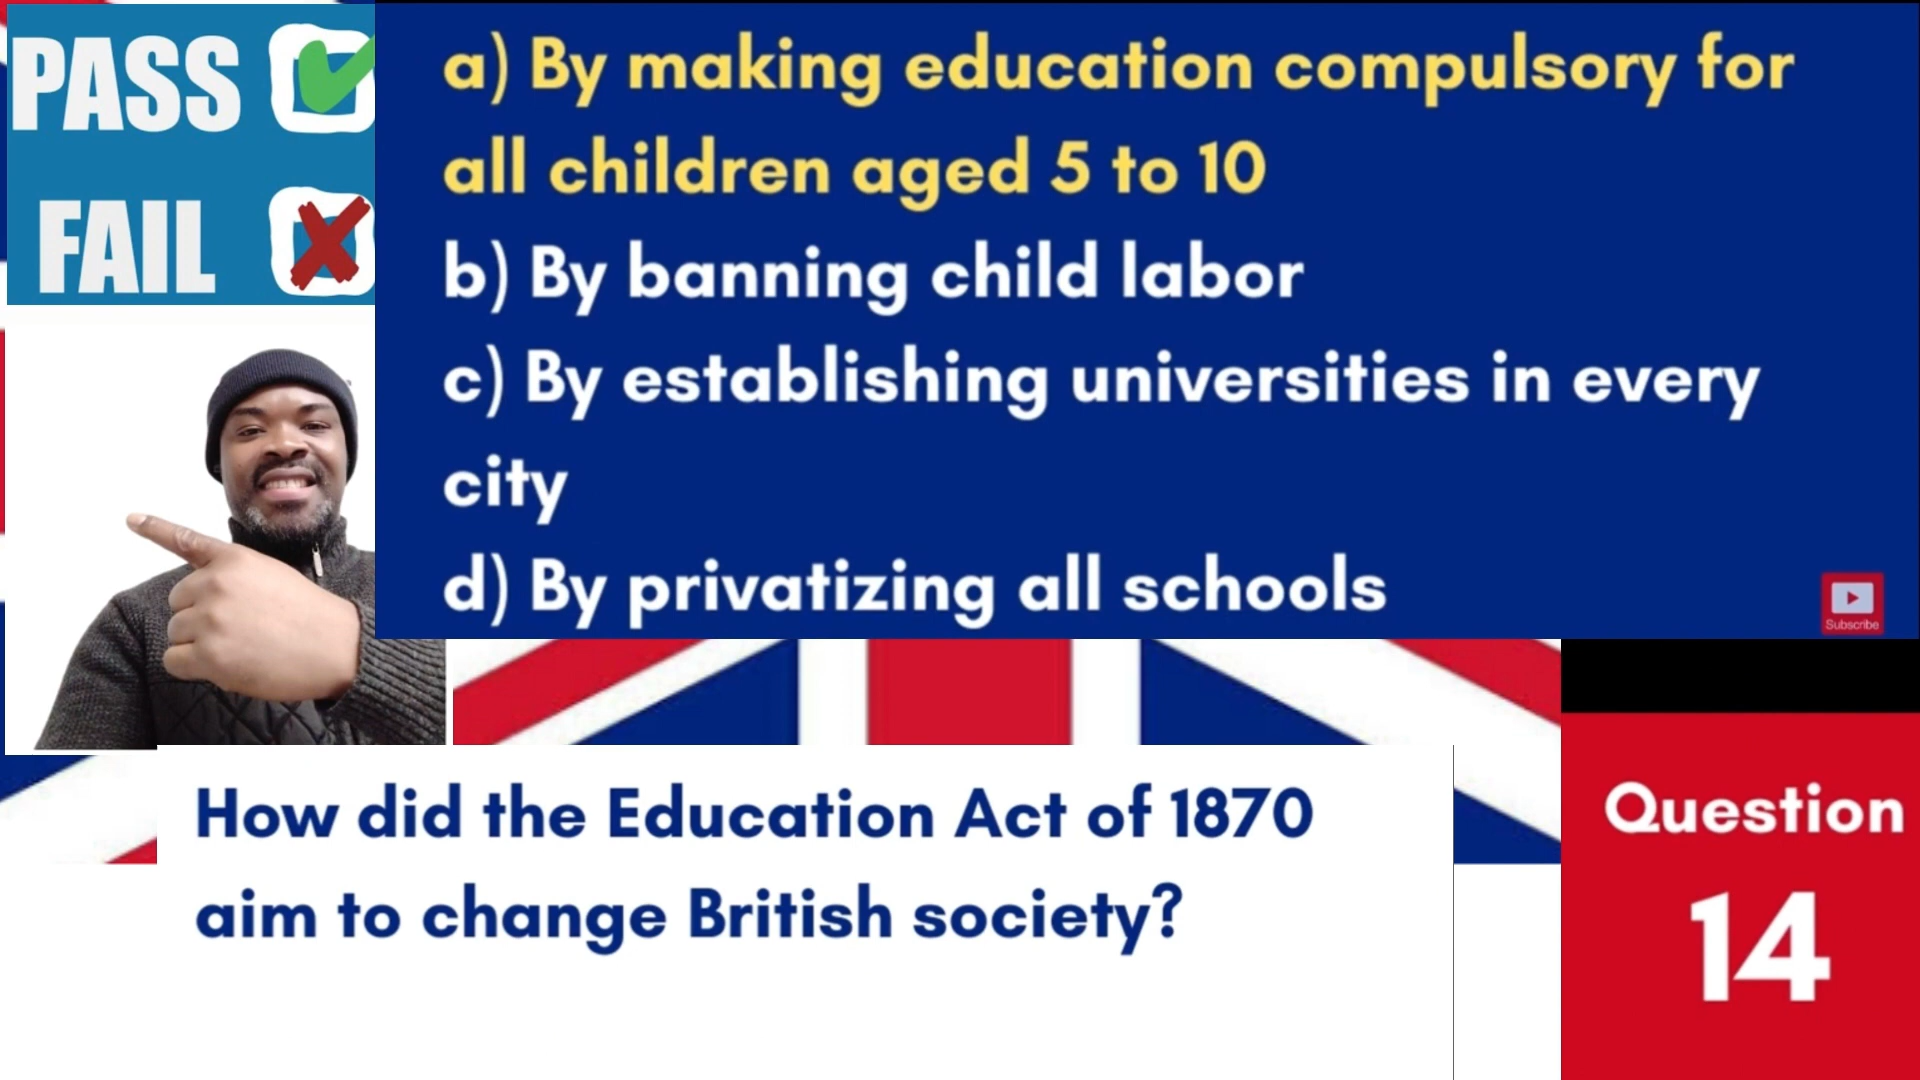 PASS
FAIL
a) By making education compulsory for
all children aged 5 to 10
b) By banning child labor
c) By establishing universities in every
city
d) By privatizing all schools
Subscribe
How did the Education Act of 1870
aim to change British society?
Question
14